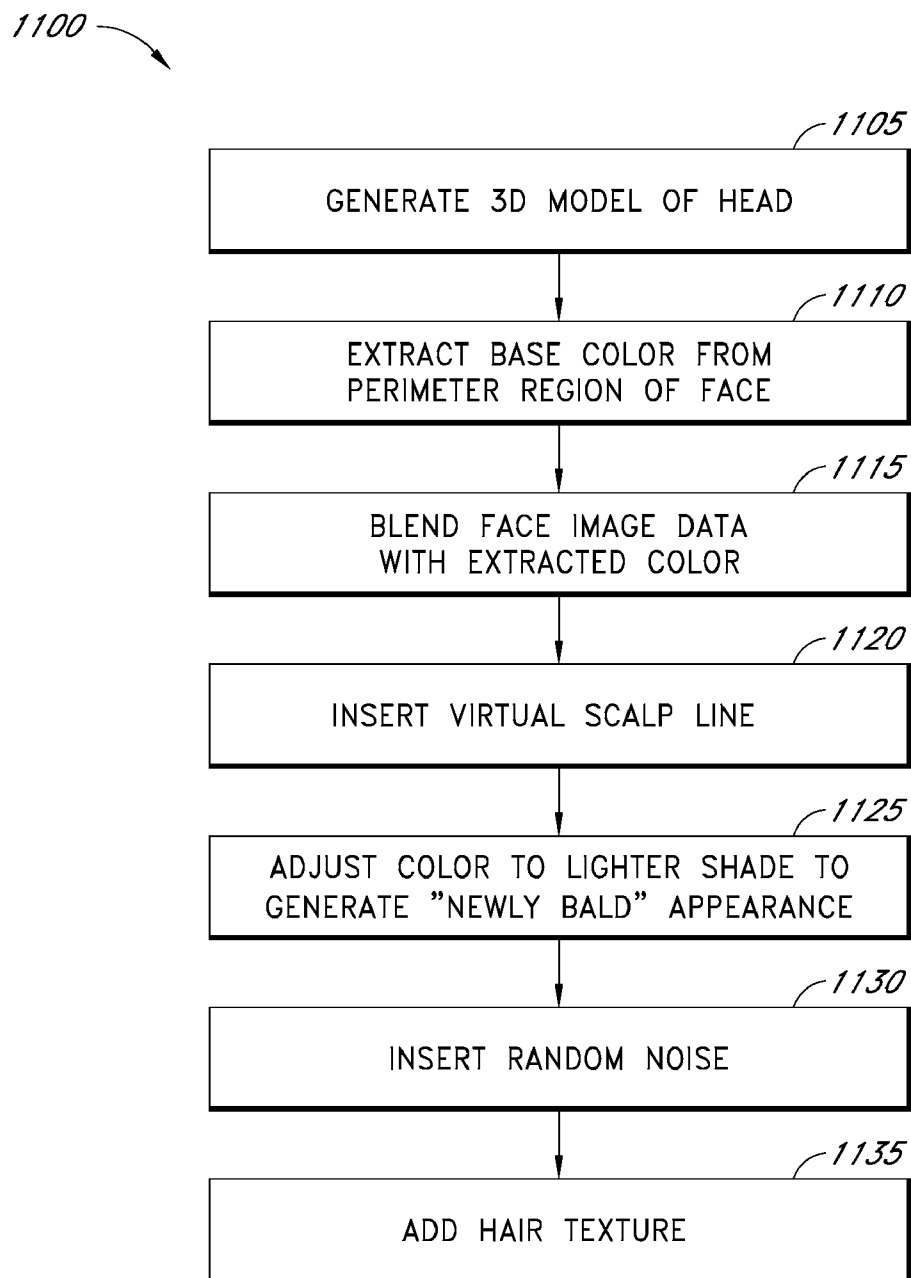 1100
1105
GENERATE 3D MODEL OF HEAD
1110
EXTRACT BASE COLOR FROM
PERIMETER REGION OF FACE
1115
BLEND FACE IMAGE DATA
WITH EXTRACTED COLOR
1120
INSERT VIRTUAL SCALP LINE
1125
ADJUST COLOR TO LIGHTER SHADE TO
GENERATE "NEWLY BALD" APPEARANCE
1130
INSERT RANDOM NOISE
1135
ADD HAIR TEXTURE